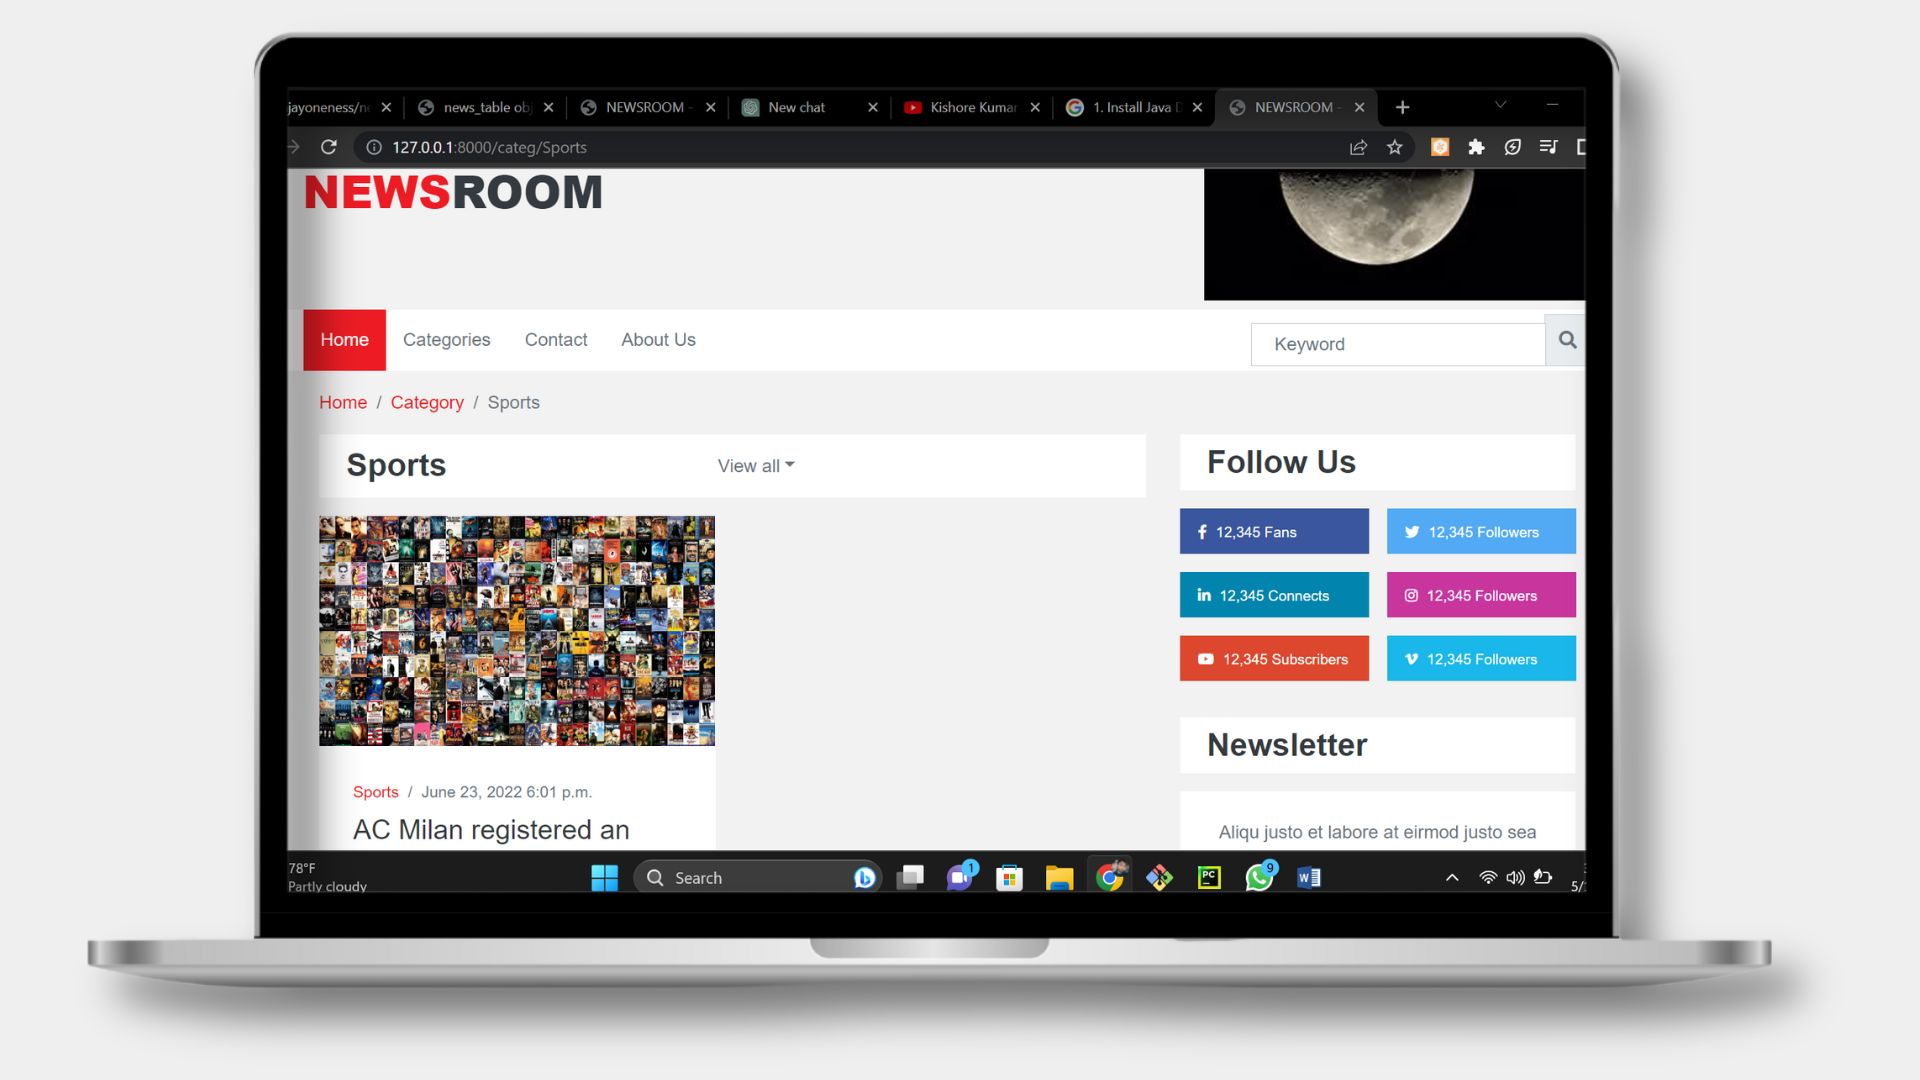 jayoneness/ne
news_table obj
NEWSROOM -
New chat
Kishore Kumar
1. Install Java D
NEWSROOM -
127.0.0.1:8000/categ/Sports
NEWSROOM
Home
Categories
Contact
About Us
Keyword
Home / Category / Sports
Sports
View all
Sports / June 23, 2022 6:01 p.m.
AC Milan registered an
Follow Us
12,345 Fans
12,345 Followers
12,345 Connects
12,345 Followers
12,345 Subscribers
12,345 Followers
Newsletter
Aliqu justo et labore at eirmod justo sea
78°F
Partly cloudy
Search
1
PC
9
W
5/